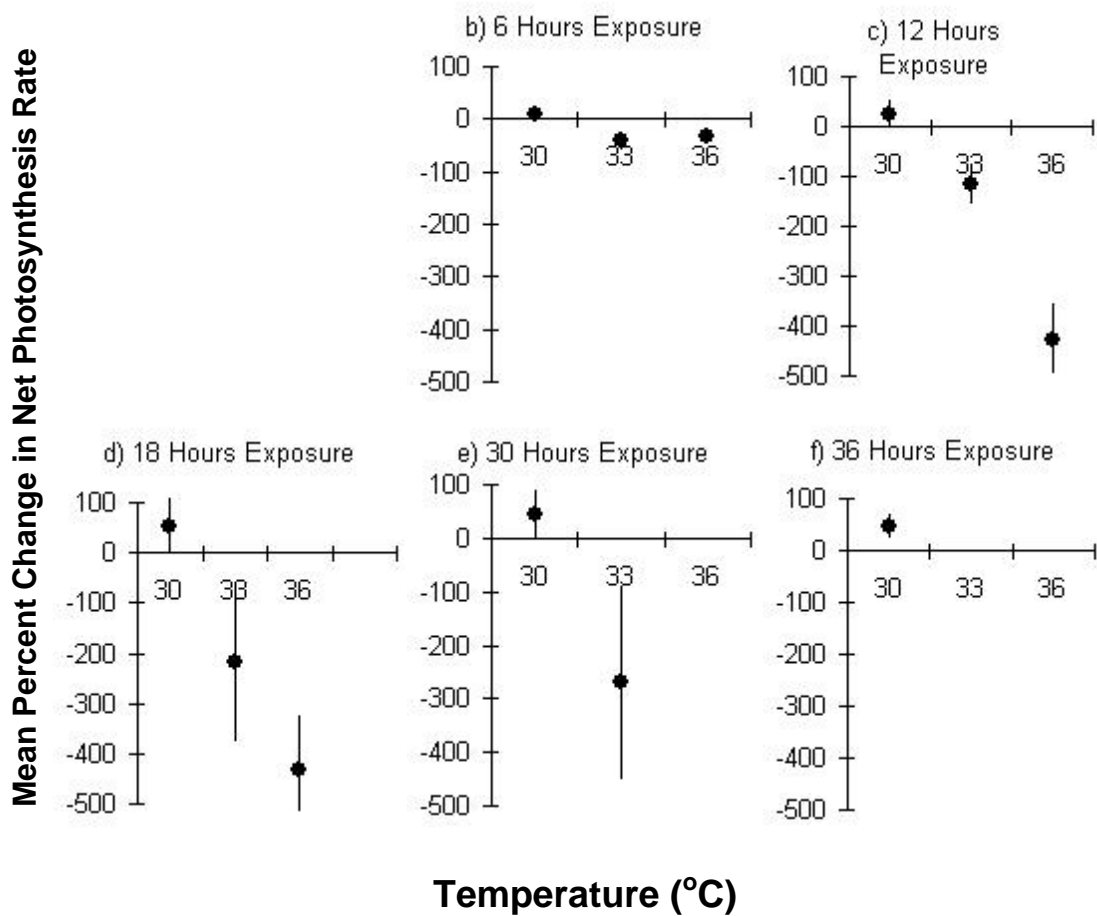 Mean Percent Change in Net Photosynthesis Rate
b) 6 Hours Exposure
100
0
-100
-200
-300
-400
-500
30 33 36
c) 12 Hours
Exposure
100
0
-100
-200
-300
-400
-500
30 33 36
d) 18 Hours Exposure
100
0
-100
-200
-300
-400
-500
30 33 36
e) 30 Hours Exposure
100
0
-100
-200
-300
-400
-500
30 33 36
f) 36 Hours Exposure
100
0
-100
-200
-300
-400
-500
30 33 36
Temperature (°C)